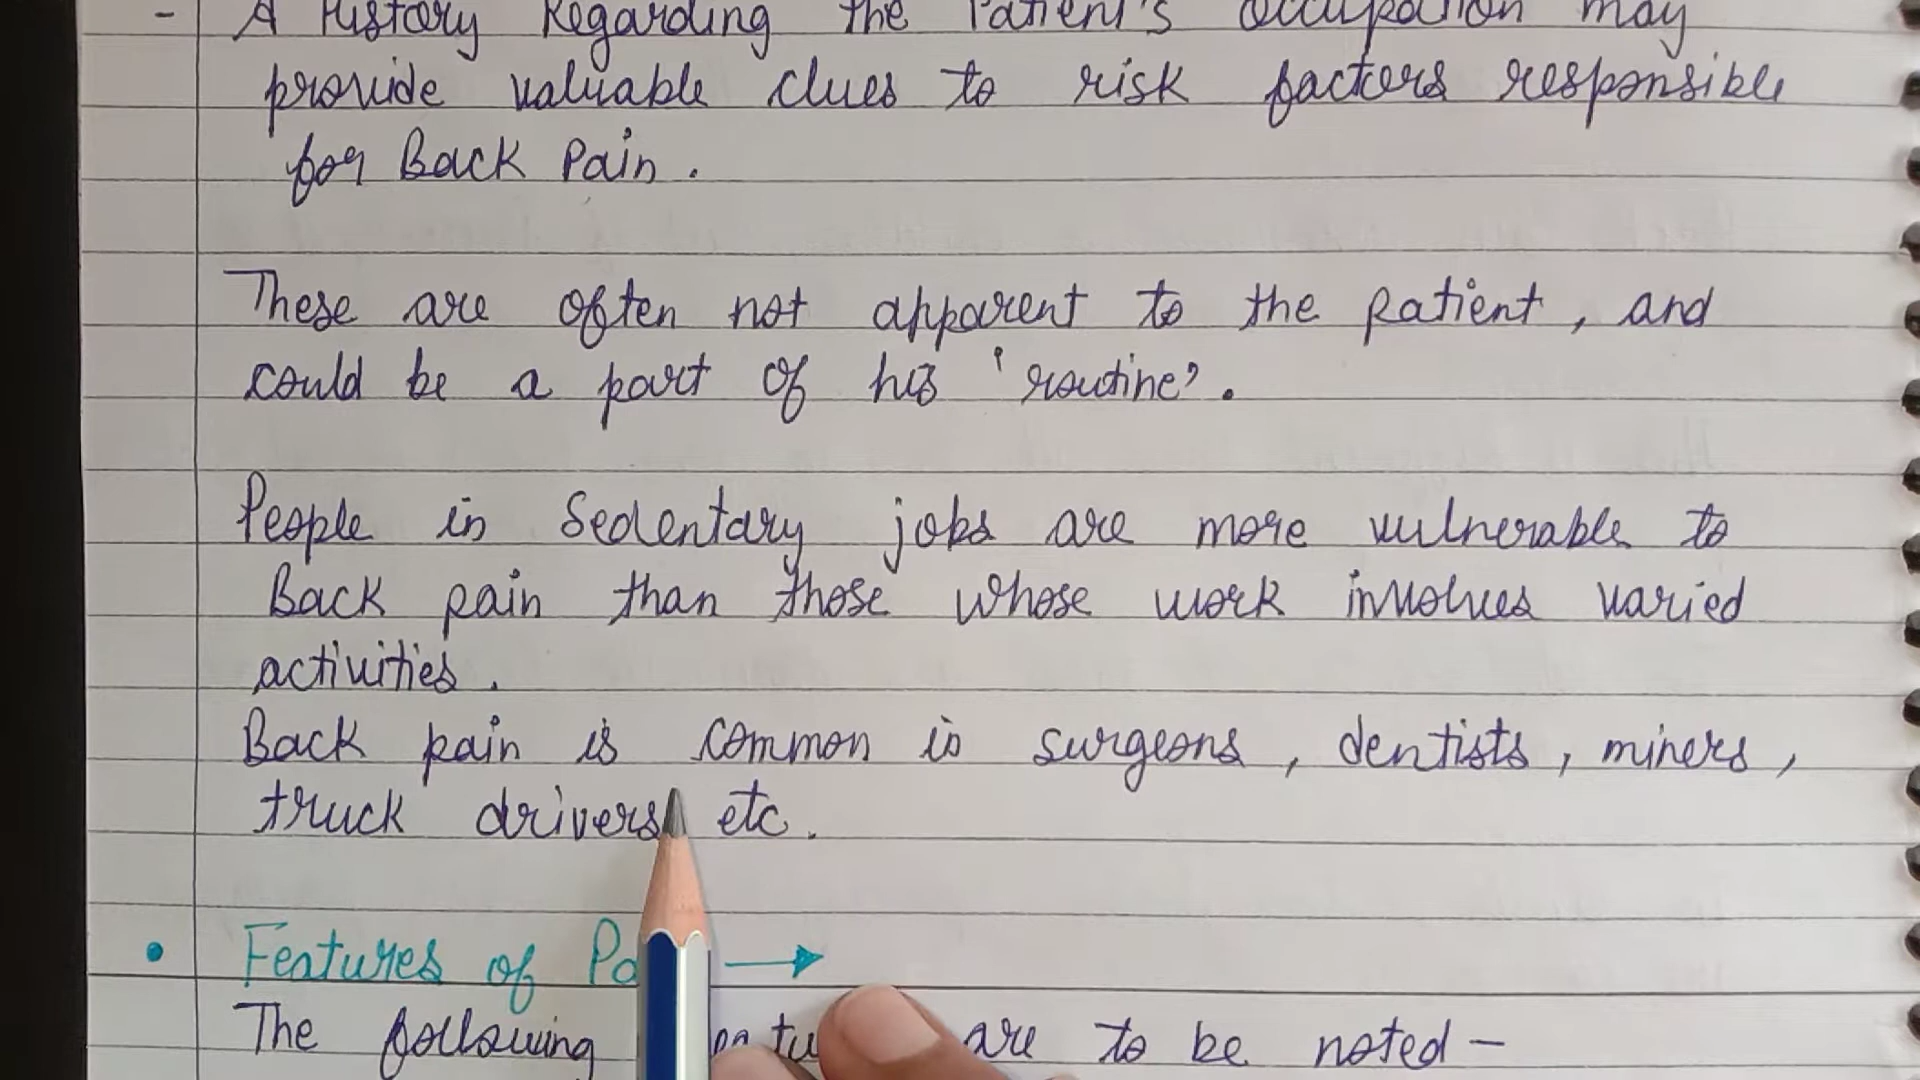 - A History Regarding the Patient's Occupation may
provide valuable clues to risk factors responsible
for Back Pain.
These are often not apparent to the Patient, and
could be a part of his 'routine'.
People in Sedentary jobs are more vulnerable to
Back pain than those whose work involves varied
activities.
Back pain is common in surgeons, dentists, miners,
truck drivers etc.
• Features of →
The following are to be noted -